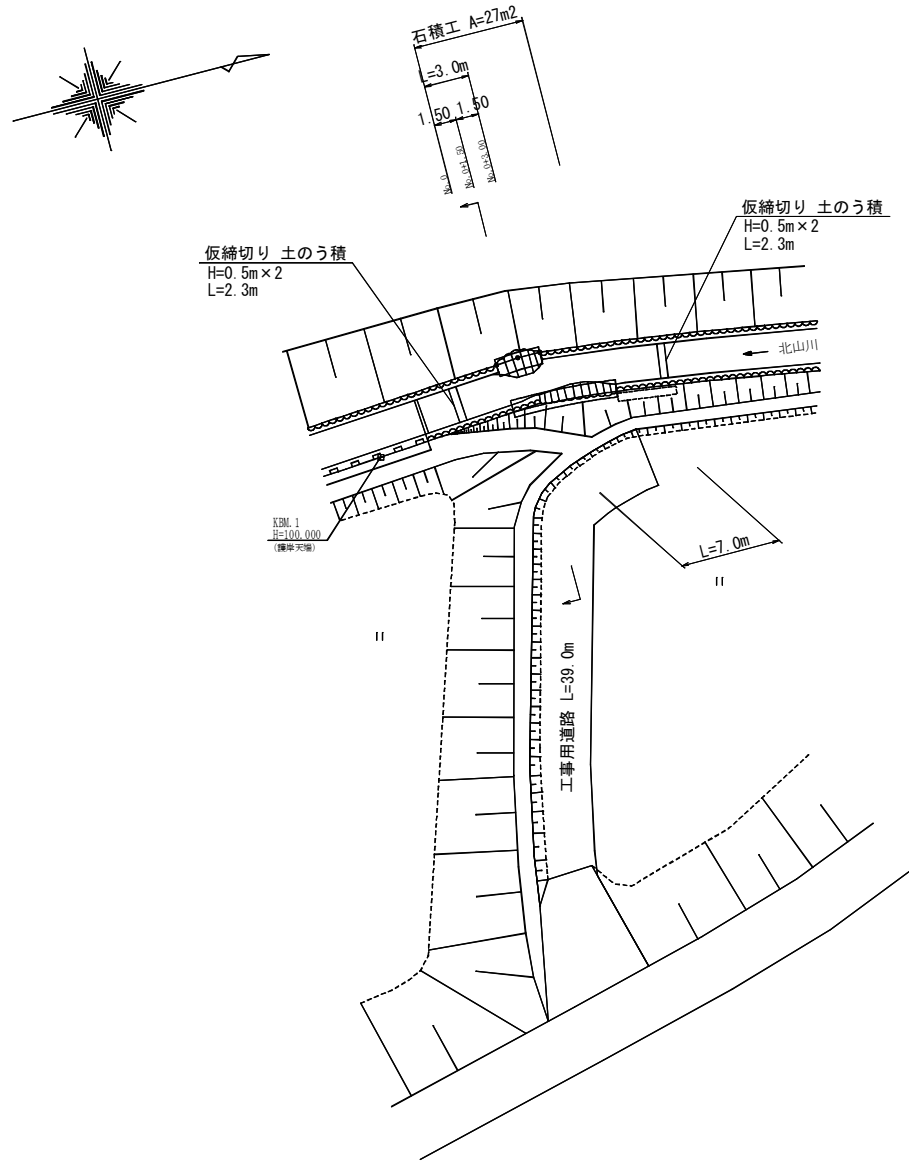 石積工 A=27m2
L=3.0m
1.50 1.50
No.0
No.0+1.50
No.0+3.00
仮締切り 土のう積
H=0.5m×2
L=2.3m
仮締切り 土のう積
H=0.5m×2
L=2.3m
北山川
KBM.1
H=100.000
(護岸天端)
L=7.0m
工事用道路 L=39.0m